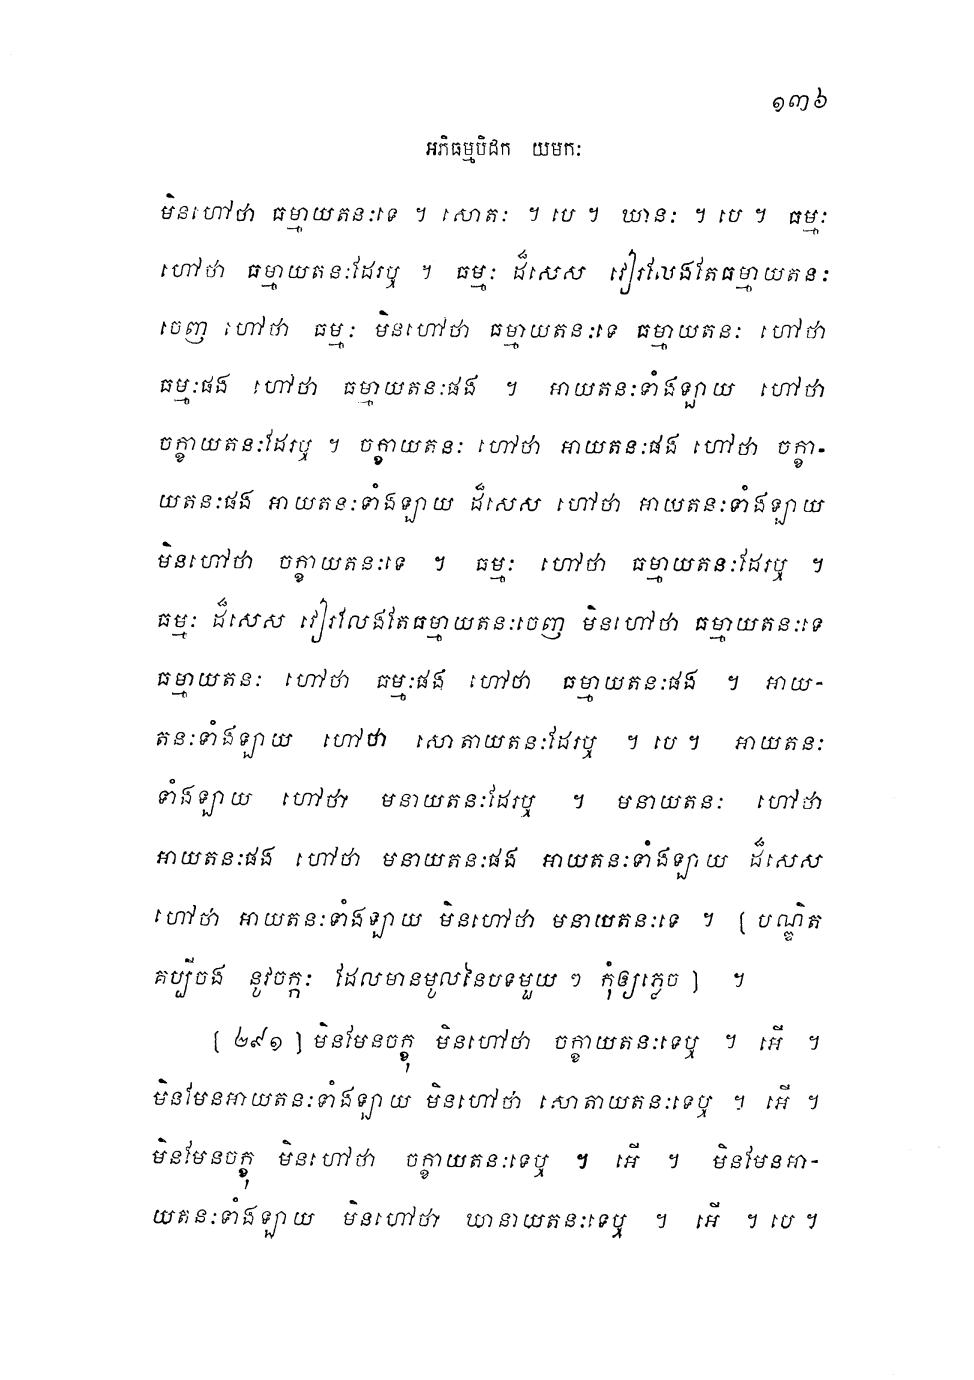 ១៣៦
អភិធម្មបិដក យមកៈ
មិនហៅថា ធម្មាយតនៈទេ ។ សោតៈ ។ បេ ។ ឃានៈ ។ បេ ។ ធម្មៈ
ហៅថា ធម្មាយតនៈដែរឬ ។ ធម្មៈ ដ៏សេស វៀរលែងតែធម្មាយតនៈ
ចេញ ហៅថា ធម្មៈ មិនហៅថា ធម្មាយតនៈទេ ធម្មាយតនៈ ហៅថា
ធម្មៈផង ហៅថា ធម្មាយតនៈផង ។ អាយតនៈទាំងឡាយ ហៅថា
ចក្ខាយតនៈដែរឬ ។ ចក្ខាយតនៈ ហៅថា អាយតនៈផង ហៅថា ចក្ខា-
យតនៈផង អាយតនៈទាំងឡាយ ដ៏សេស ហៅថា អាយតនៈទាំងឡាយ
មិនហៅថា ចក្ខាយតនៈទេ ។ ធម្មៈ ហៅថា ធម្មាយតនៈដែរឬ ។
ធម្មៈ ដ៏សេស វៀរលែងតែធម្មាយតនៈចេញ មិនហៅថា ធម្មាយតនៈទេ
ធម្មាយតនៈ ហៅថា ធម្មៈផង ហៅថា ធម្មាយតនៈផង ។ អាយ-
តនៈទាំងឡាយ ហៅថា សោតាយតនៈដែរឬ ។ បេ ។ អាយតនៈ
ទាំងឡាយ ហៅថា មនាយតនៈដែរឬ ។ មនាយតនៈ ហៅថា
អាយតនៈផង ហៅថា មនាយតនៈផង អាយតនៈទាំងឡាយ ដ៏សេស
ហៅថា អាយតនៈទាំងឡាយ មិនហៅថា មនាយតនៈទេ ។ [ បណ្ឌិត
គប្បីចង នូវចក្កៈ ដែលមានមូលនៃបទមួយ ៗ កុំឲ្យភ្លេច ] ។
[ ២៩១ ] មិនមែនចក្ខុ មិនហៅថា ចក្ខាយតនៈទេឬ ។ អើ ។
មិនមែនអាយតនៈទាំងឡាយ មិនហៅថា សោតាយតនៈទេឬ ។ អើ ។
មិនមែនចក្ខុ មិនហៅថា ចក្ខាយតនៈទេឬ ។ អើ ។ មិនមែនអា-
យតនៈទាំងឡាយ មិនហៅថា ឃានាយតនៈទេឬ ។ អើ ។ បេ ។